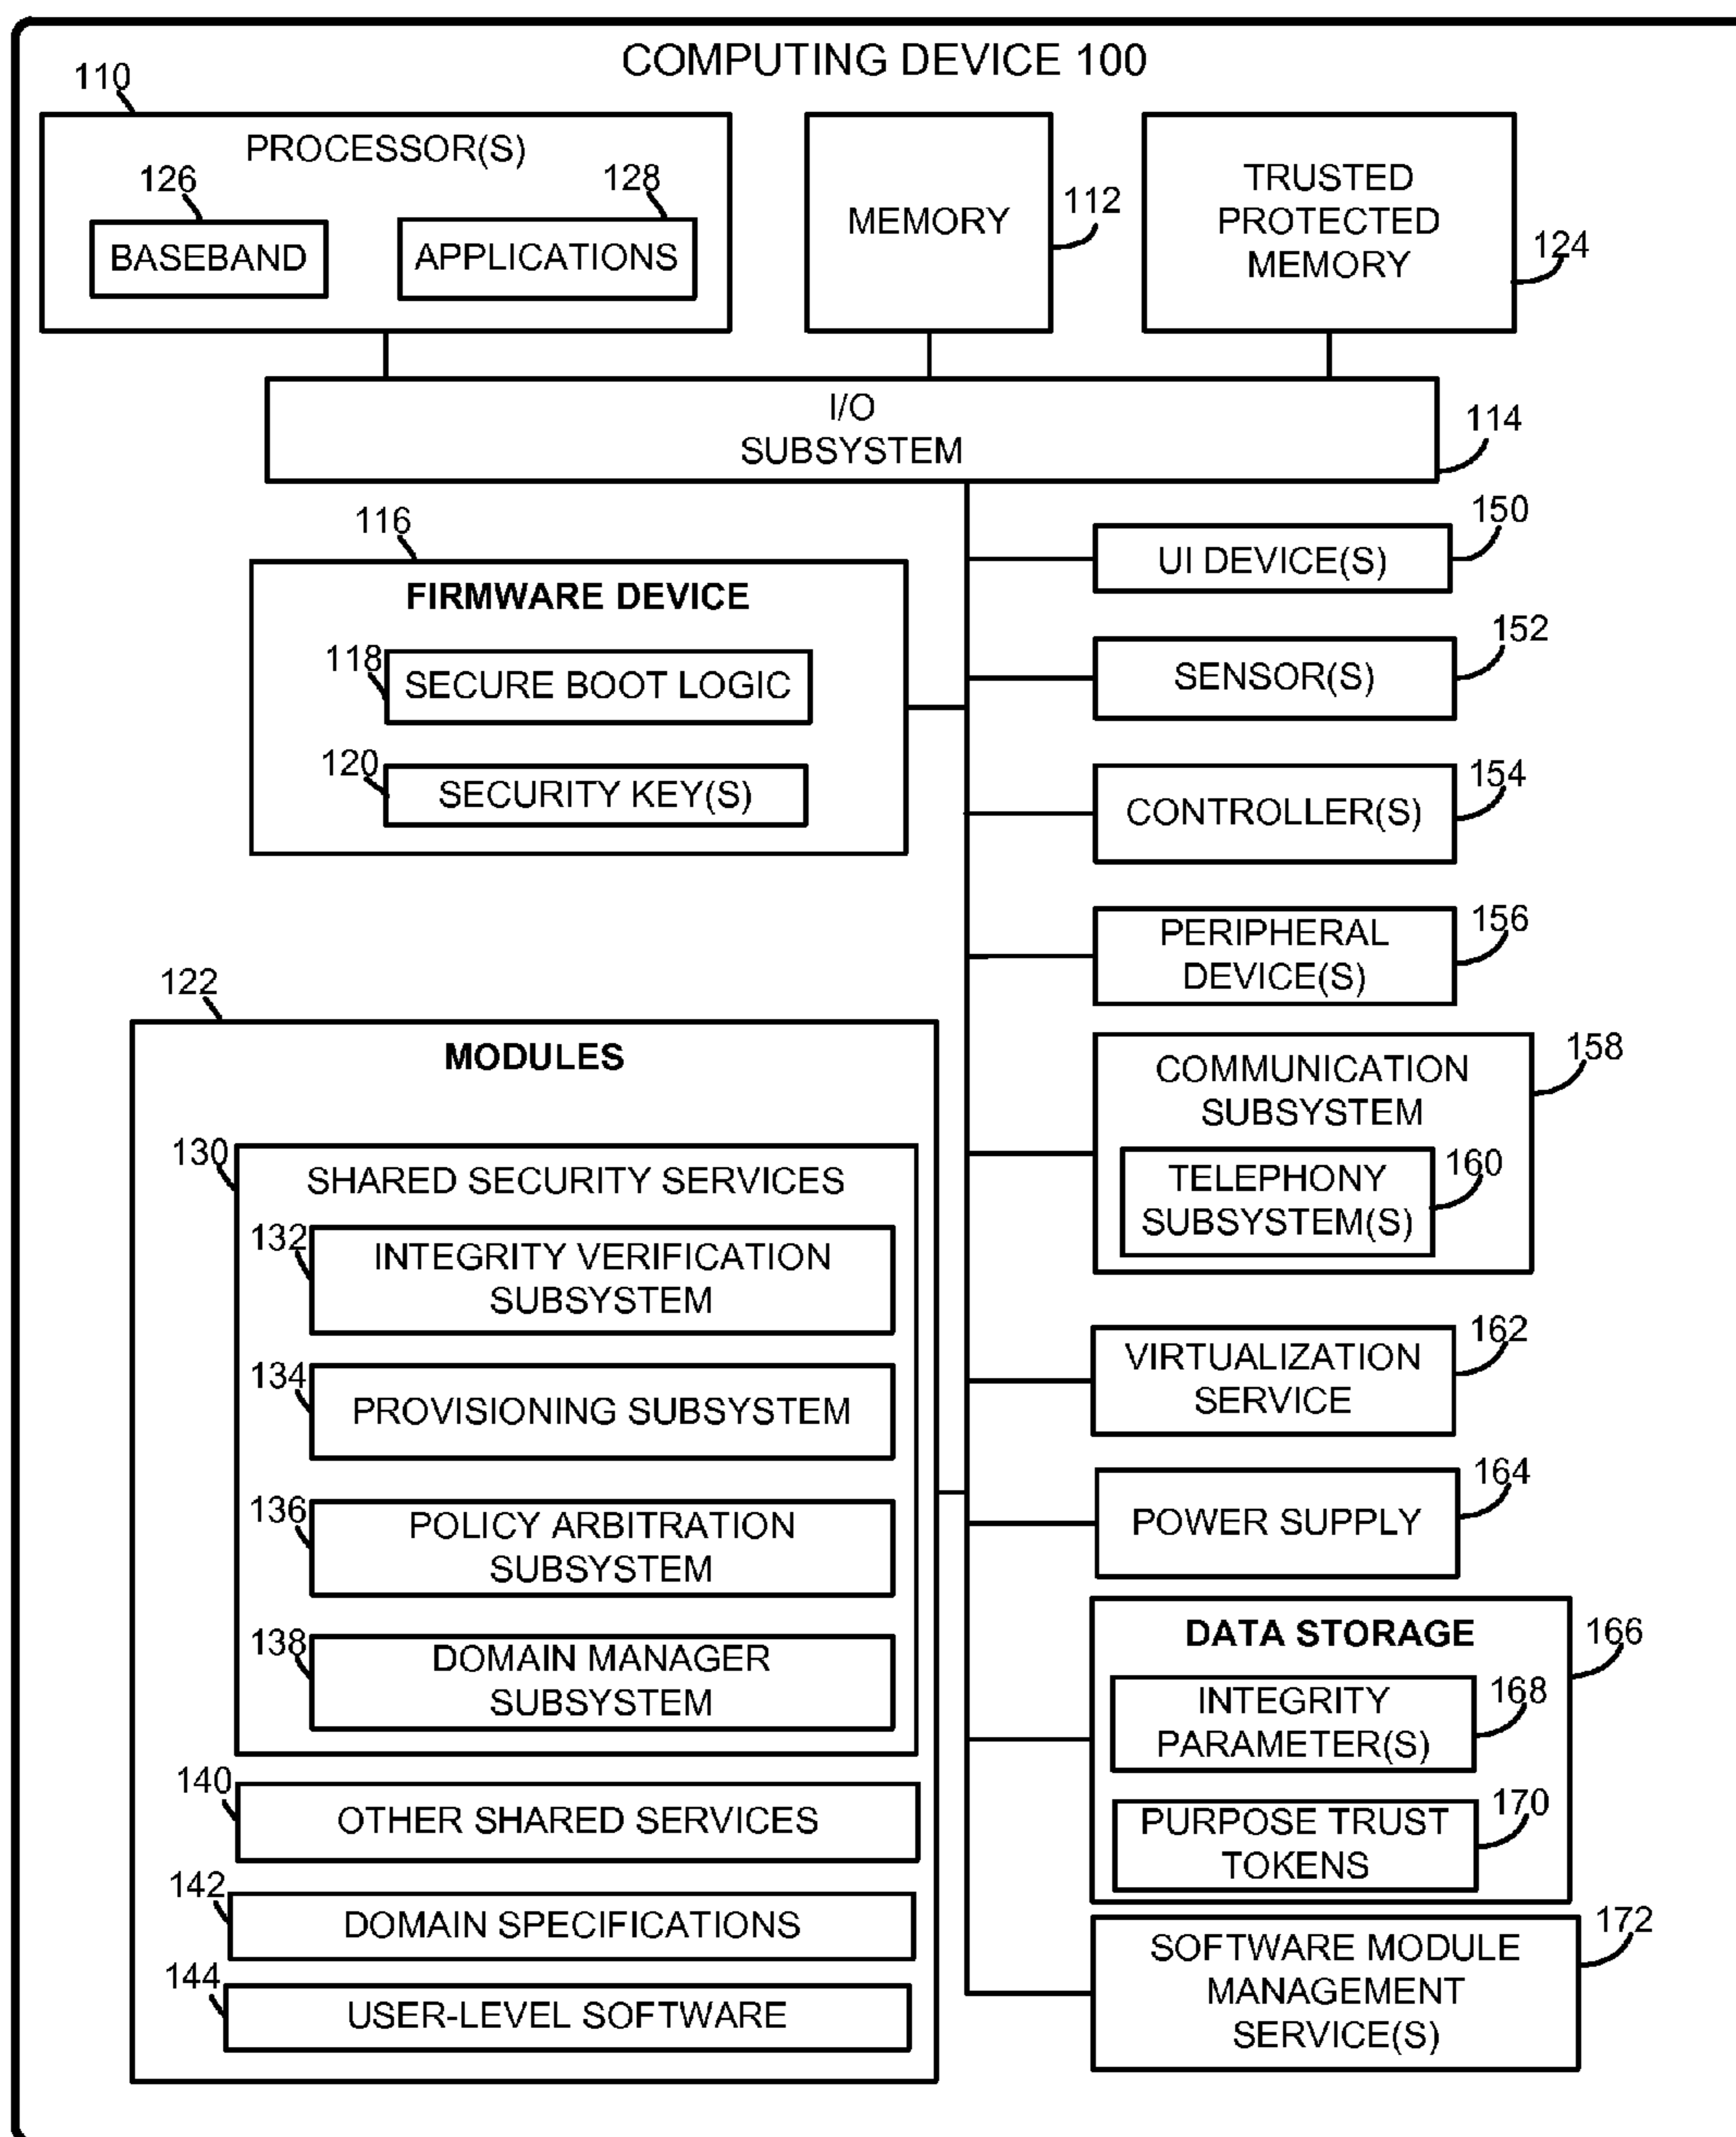 COMPUTING DEVICE 100
110
PROCESSOR(S)
126
BASEBAND
128
APPLICATIONS
MEMORY
112
TRUSTED
PROTECTED
MEMORY
124
I/O
SUBSYSTEM
114
116
FIRMWARE DEVICE
118
SECURE BOOT LOGIC
120
SECURITY KEY(S)
122
MODULES
130
SHARED SECURITY SERVICES
132
INTEGRITY VERIFICATION
SUBSYSTEM
134
PROVISIONING SUBSYSTEM
136
POLICY ARBITRATION
SUBSYSTEM
138
DOMAIN MANAGER
SUBSYSTEM
140
OTHER SHARED SERVICES
142
DOMAIN SPECIFICATIONS
144
USER-LEVEL SOFTWARE
UI DEVICE(S)
150
SENSOR(S)
152
CONTROLLER(S)
154
PERIPHERAL
DEVICE(S)
156
COMMUNICATION
SUBSYSTEM
158
TELEPHONY
SUBSYSTEM(S)
160
VIRTUALIZATION
SERVICE
162
POWER SUPPLY
164
DATA STORAGE
166
INTEGRITY
PARAMETER(S)
168
PURPOSE TRUST
TOKENS
170
SOFTWARE MODULE
MANAGEMENT
SERVICE(S)
172